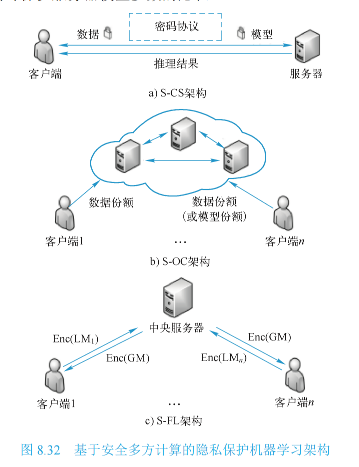 密码协议
数据
模型
推理结果
客户端
服务器
a) S-CS架构
数据份额
数据份额
(或模型份额)
客户端1
...
客户端n
b) S-OC架构
中央服务器
Enc(LM₁)
Enc(GM)
Enc(GM)
Enc(LMₙ)
客户端1
...
客户端n
c) S-FL架构
图 8.32 基于安全多方计算的隐私保护机器学习架构